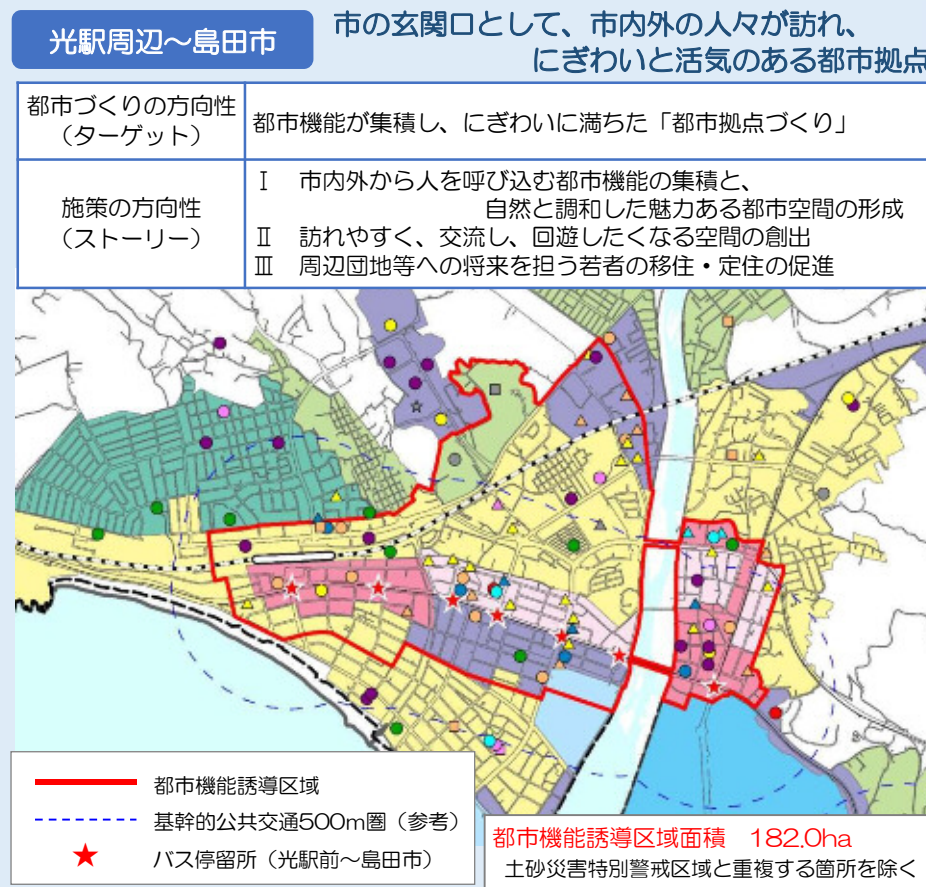 光駅周辺～島田市
市の玄関口として、市内外の人々が訪れ、
にぎわいと活気のある都市拠点
都市づくりの方向性
（ターゲット）
都市機能が集積し、にぎわいに満ちた「都市拠点づくり」
施策の方向性
（ストーリー）
Ⅰ 市内外から人を呼び込む都市機能の集積と、
自然と調和した魅力ある都市空間の形成
Ⅱ 訪れやすく、交流し、回遊したくなる空間の創出
Ⅲ 周辺団地等への将来を担う若者の移住・定住の促進
都市機能誘導区域
基幹的公共交通500m圏（参考）
バス停留所（光駅前～島田市）
都市機能誘導区域面積 182.0ha
土砂災害特別警戒区域と重複する箇所を除く